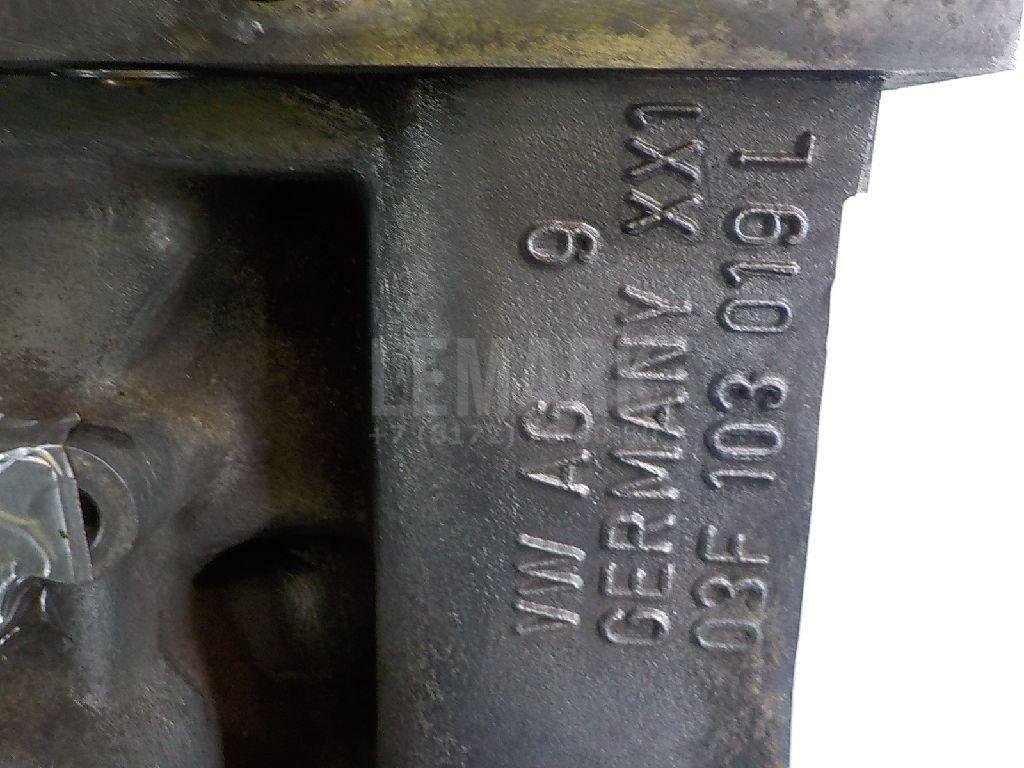 VW AG 9
GERMANY XX1
03F 103 019 L